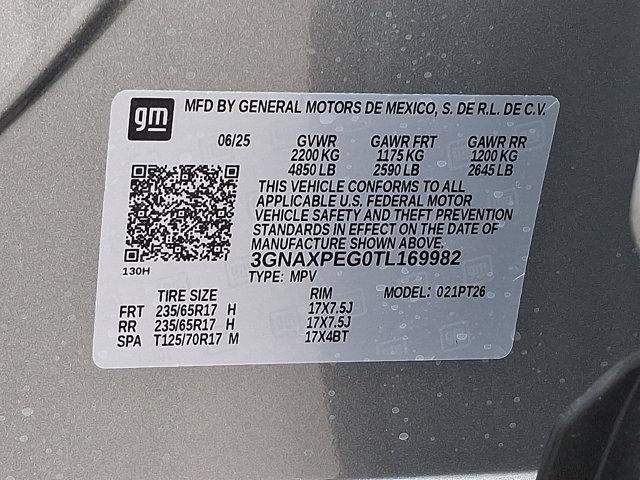 gm MFD BY GENERAL MOTORS DE MEXICO, S. DE R.L. DE C.V.
06/25 GVWR GAWR FRT GAWR RR
2200 KG 1175 KG 1200 KG
4850 LB 2590 LB 2645 LB
THIS VEHICLE CONFORMS TO ALL
APPLICABLE U.S. FEDERAL MOTOR
VEHICLE SAFETY AND THEFT PREVENTION
STANDARDS IN EFFECT ON THE DATE OF
MANUFACTURE SHOWN ABOVE.
3GNAXPEG0TL169982
130H
TYPE: MPV
TIRE SIZE RIM MODEL: 021PT26
FRT 235/65R17 H 17X7.5J
RR 235/65R17 H 17X7.5J
SPA T125/70R17 M 17X4BT